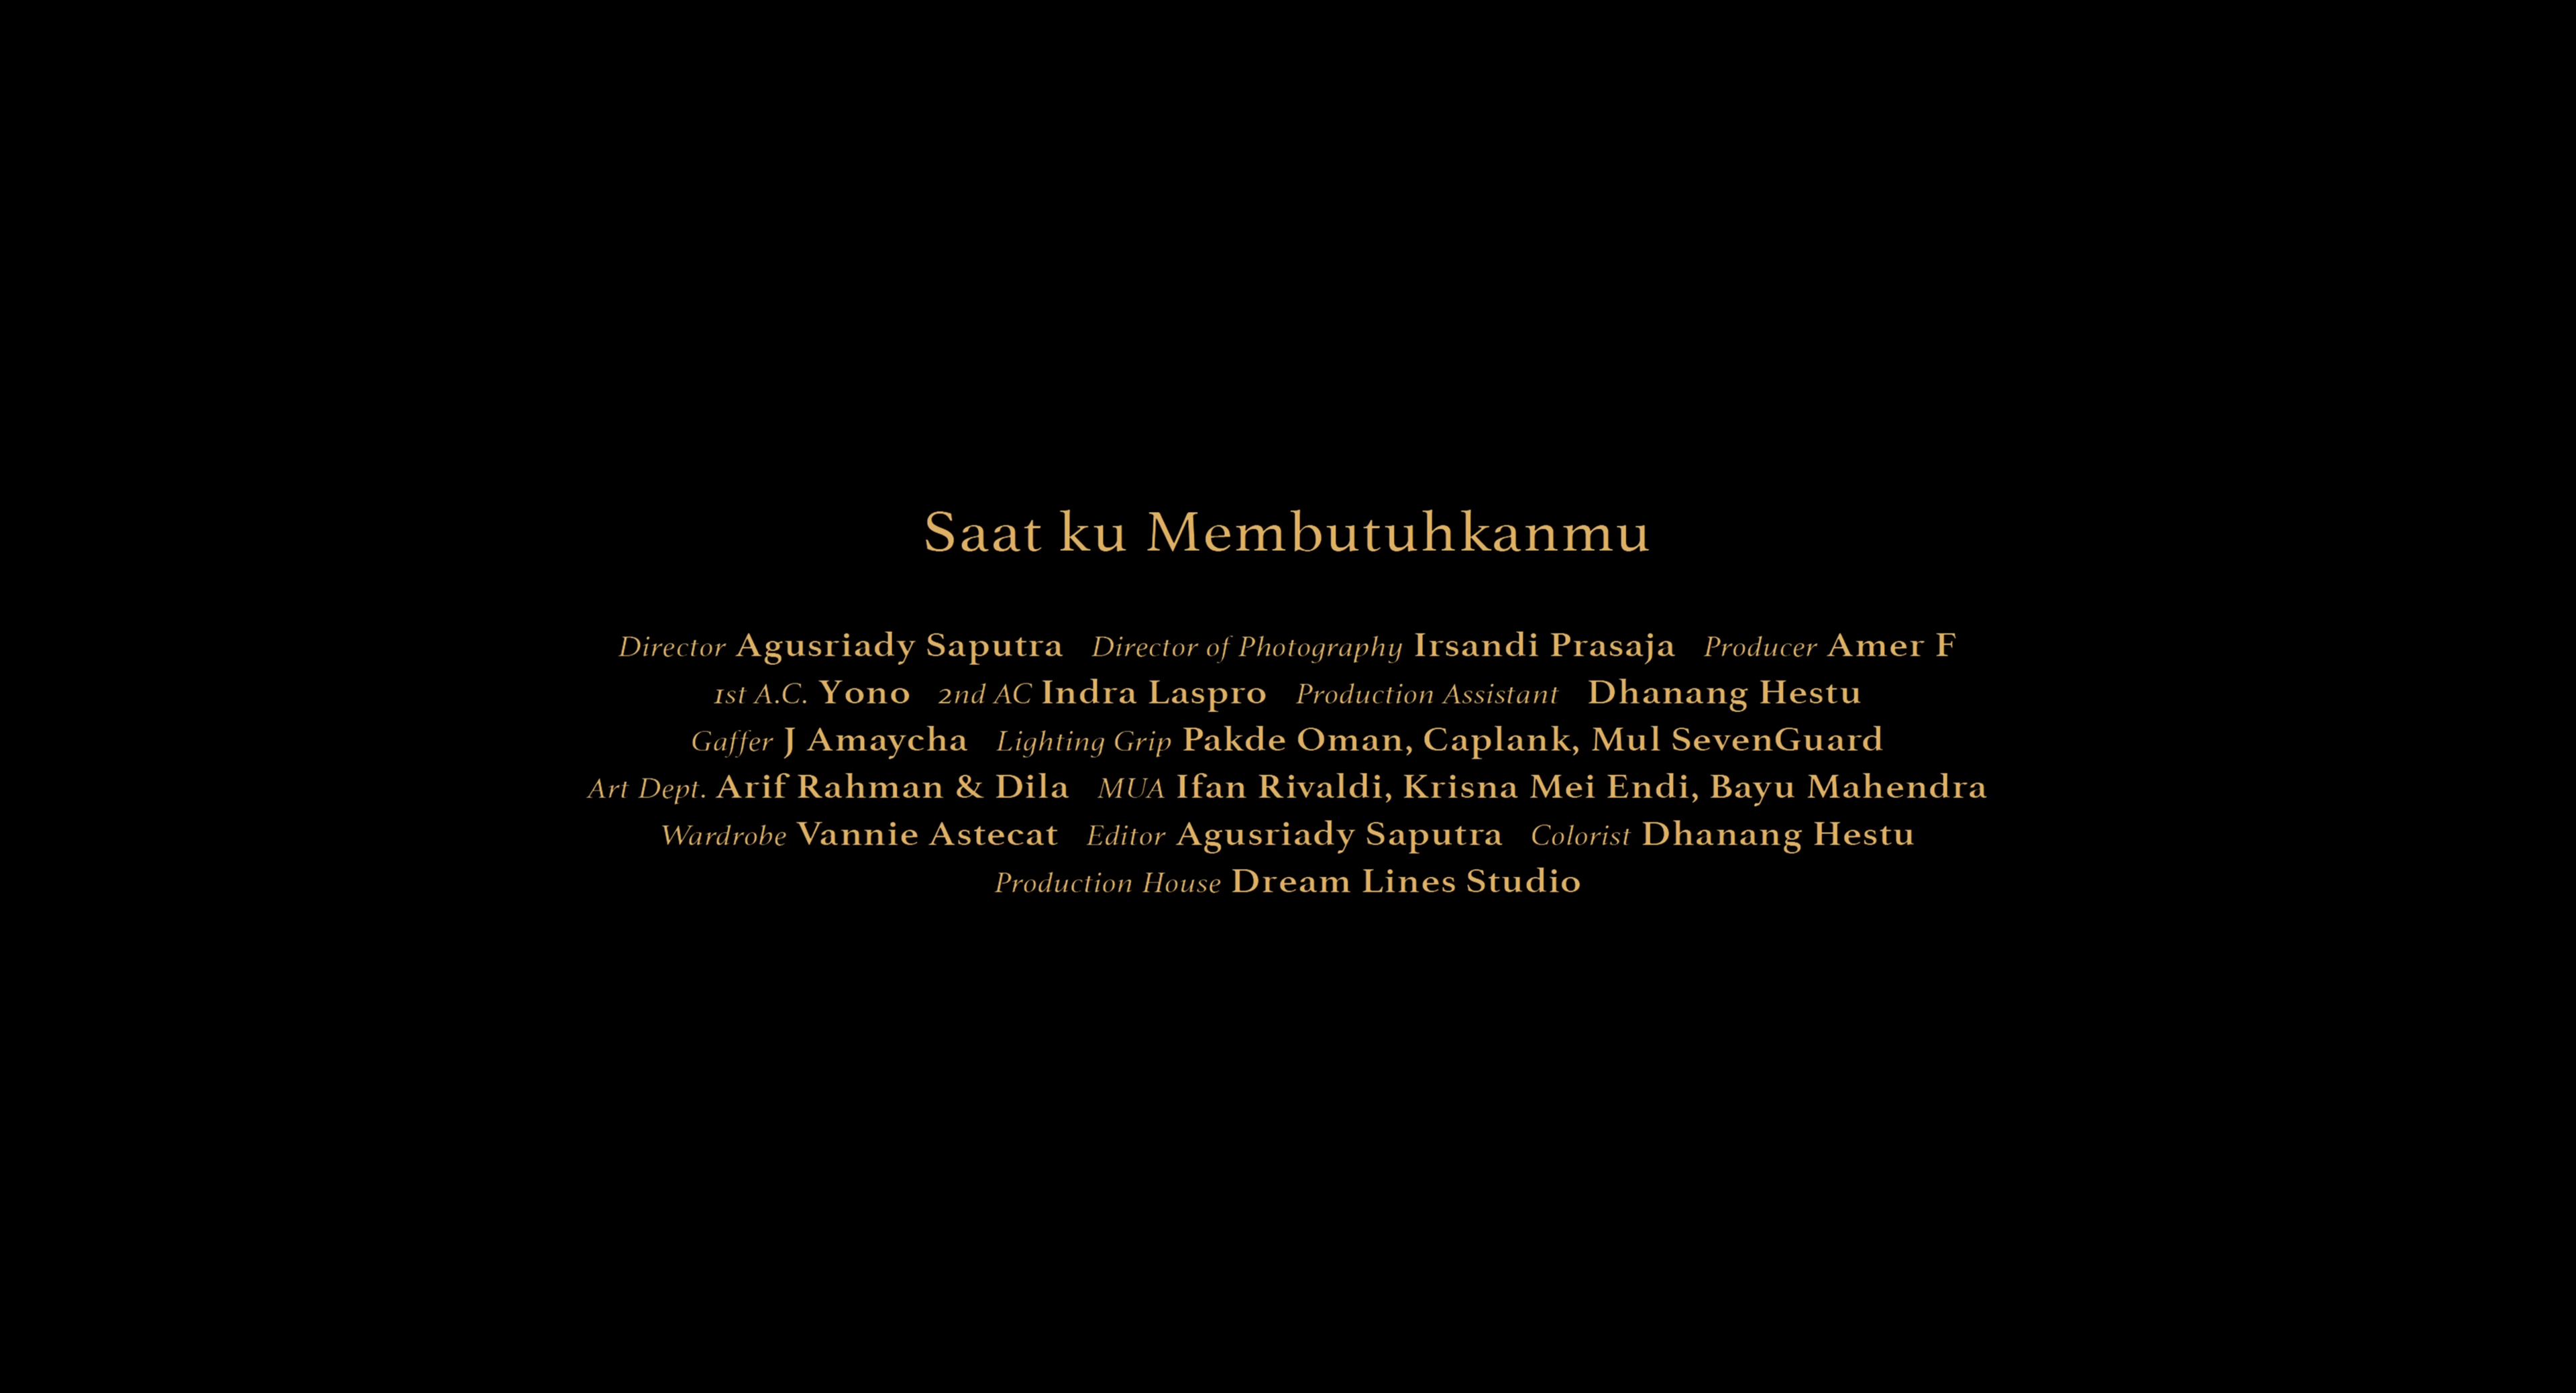 Saat ku Membutuhkanmu
Director Agusriady Saputra Director of Photography Irsandi Prasaja Producer Amer F
1st A.C. Yono 2nd AC Indra Laspro Production Assistant Dhanang Hestu
Gaffer J Amaycha Lighting Grip Pakde Oman, Caplank, Mul SevenGuard
Art Dept. Arif Rahman & Dila MUA Ifan Rivaldi, Krisna Mei Endi, Bayu Mahendra
Wardrobe Vannie Astecat Editor Agusriady Saputra Colorist Dhanang Hestu
Production House Dream Lines Studio